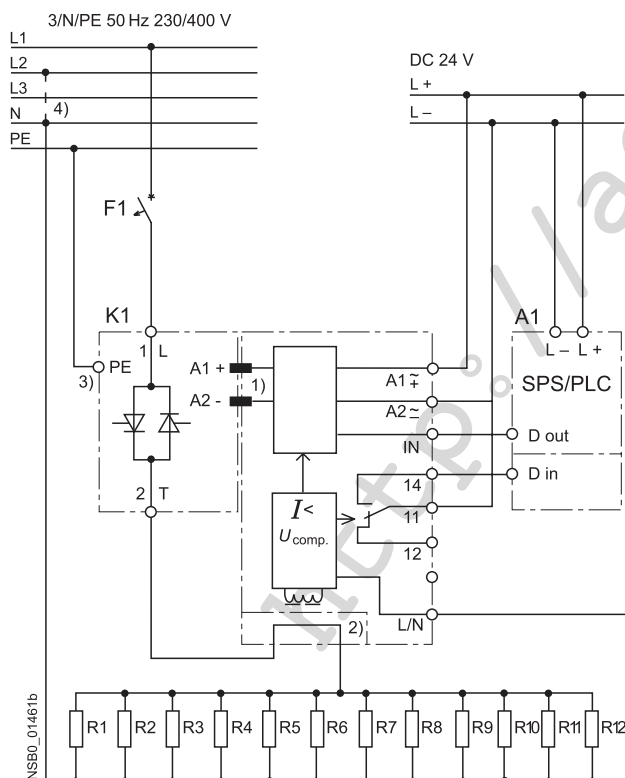 3/N/PE 50 Hz 230/400 V
L1
L2
L3
4)
N
PE
DC 24 V
L +
L –
F1
K1
1 L
3) PE
A1 +
A2 -
1)
A1 ≂ +
A2 ≂ –
IN
14
11
12
L/N
2 T
I<
Ucomp.
2)
A1
L – L +
SPS/PLC
D out
D in
R1 R2 R3 R4 R5 R6 R7 R8 R9 R10 R11 R12
NSB0_01461b
http://a